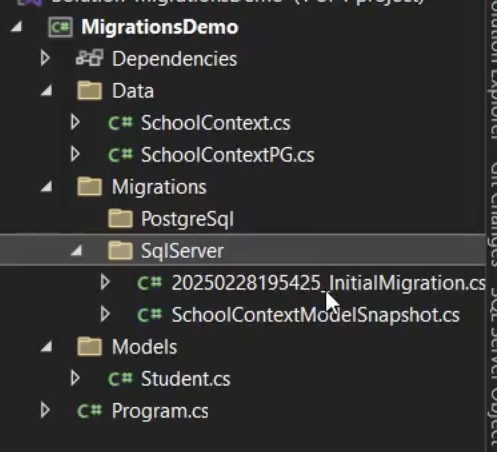 MigrationsDemo
Dependencies
Data
C# SchoolContext.cs
C# SchoolContextPG.cs
Migrations
PostgreSql
SqlServer
C# 20250228195425_InitialMigration.cs
C# SchoolContextModelSnapshot.cs
Models
C# Student.cs
C# Program.cs